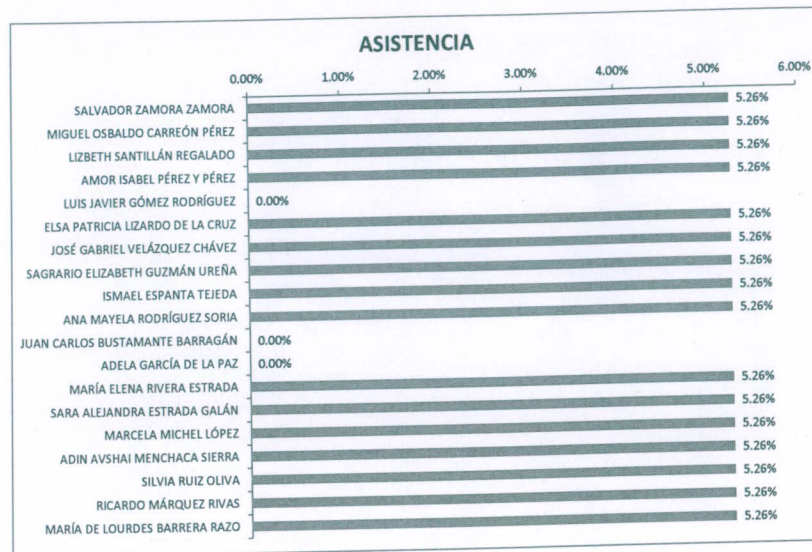 ASISTENCIA
0.00% 1.00% 2.00% 3.00% 4.00% 5.00% 6.00%
SALVADOR ZAMORA ZAMORA 5.26%
MIGUEL OSBALDO CARREÓN PÉREZ 5.26%
LIZBETH SANTILLÁN REGALADO 5.26%
AMOR ISABEL PÉREZ Y PÉREZ 5.26%
LUIS JAVIER GÓMEZ RODRÍGUEZ 0.00%
ELSA PATRICIA LIZARDO DE LA CRUZ 5.26%
JOSÉ GABRIEL VELÁZQUEZ CHÁVEZ 5.26%
SAGRARIO ELIZABETH GUZMÁN UREÑA 5.26%
ISMAEL ESPANTA TEJEDA 5.26%
ANA MAYELA RODRÍGUEZ SORIA 5.26%
JUAN CARLOS BUSTAMANTE BARRAGÁN 0.00%
ADELA GARCÍA DE LA PAZ 0.00%
MARÍA ELENA RIVERA ESTRADA 5.26%
SARA ALEJANDRA ESTRADA GALÁN 5.26%
MARCELA MICHEL LÓPEZ 5.26%
ADIN AVSHAI MENCHACA SIERRA 5.26%
SILVIA RUIZ OLIVA 5.26%
RICARDO MÁRQUEZ RIVAS 5.26%
MARÍA DE LOURDES BARRERA RAZO 5.26%